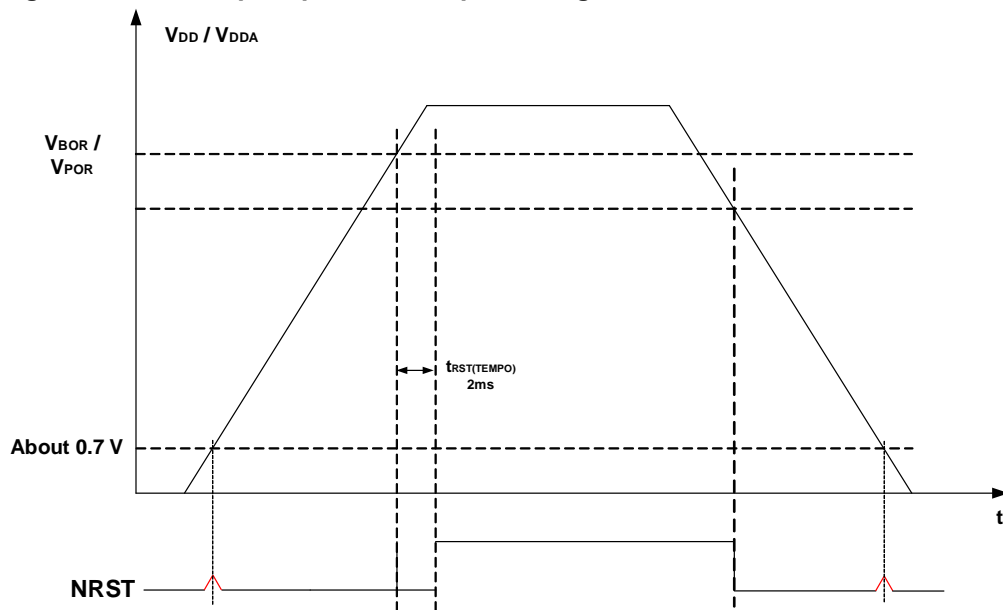 VDD / VDDA
VBOR /
VPOR
tRST(TEMPO)
2ms
About 0.7 V
t
NRST